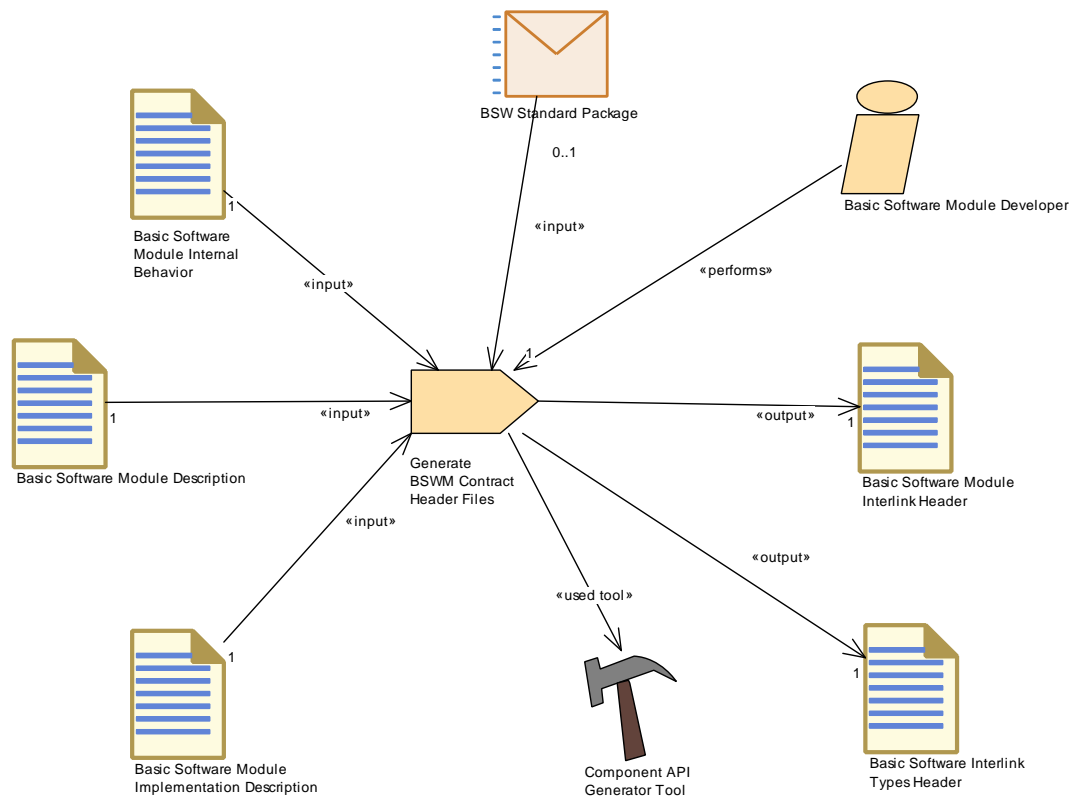 BSW Standard Package
0..1
Basic Software Module Developer
1
Basic Software
Module Internal
Behavior
«input»
«performs»
«input»
1
1
«input»
Basic Software Module Description
Generate
BSWM Contract
Header Files
«output»
1
Basic Software Module
Interlink Header
«input»
1
Basic Software Module
Implementation Description
«used tool»
Component API
Generator Tool
«output»
1
Basic Software Interlink
Types Header